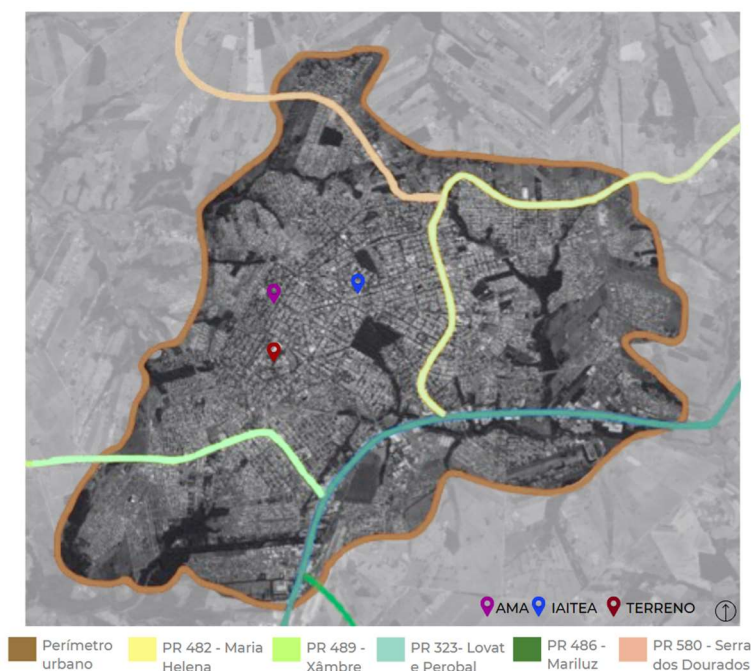 AMA IAITEA TERRENO
Perímetro urbano
PR 482 - Maria Helena
PR 489 - Xâmbre
PR 323- Lovat e Perobal
PR 486 - Mariluz
PR 580 - Serra dos Dourado